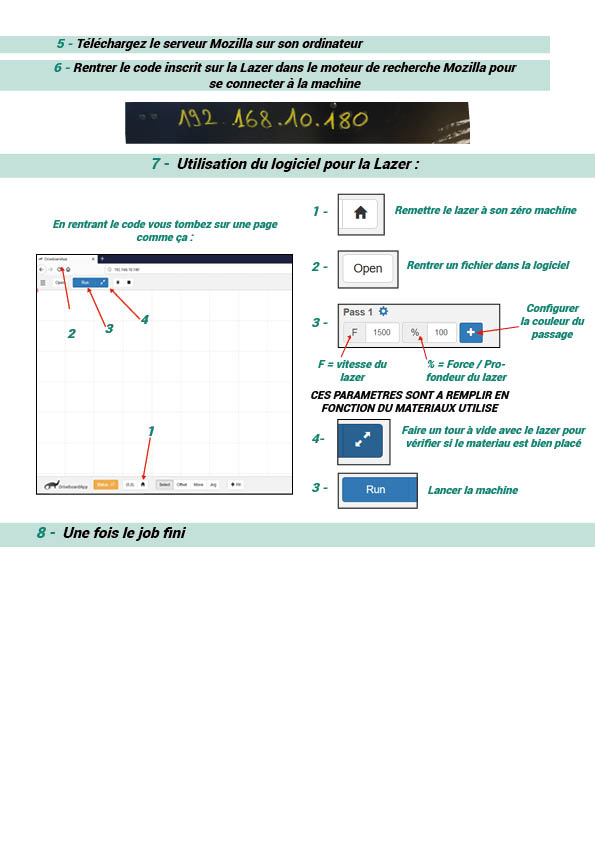 5 - Téléchargez le serveur Mozilla sur son ordinateur
6 - Rentrer le code inscrit sur la Lazer dans le moteur de recherche Mozilla pour
se connecter à la machine
192.168.10.180
7 - Utilisation du logiciel pour la Lazer :
En rentrant le code vous tombez sur une page
comme ça :
DriveboardApp
192.168.10.180
Open
Run
2
3
4
1
DriveboardApp
Status
(0,0)
Select
Offset
Move
Jog
Fill
1 -
Remettre le lazer à son zéro machine
2 -
Open
Rentrer un fichier dans la logiciel
3 -
Pass 1
F 1500 % 100 +
Configurer
la couleur du
passage
F = vitesse du
lazer
% = Force / Pro-
fondeur du lazer
CES PARAMETRES SONT A REMPLIR EN
FONCTION DU MATERIAUX UTILISE
4-
Faire un tour à vide avec le lazer pour
vérifier si le materiau est bien placé
3 -
Run
Lancer la machine
8 - Une fois le job fini